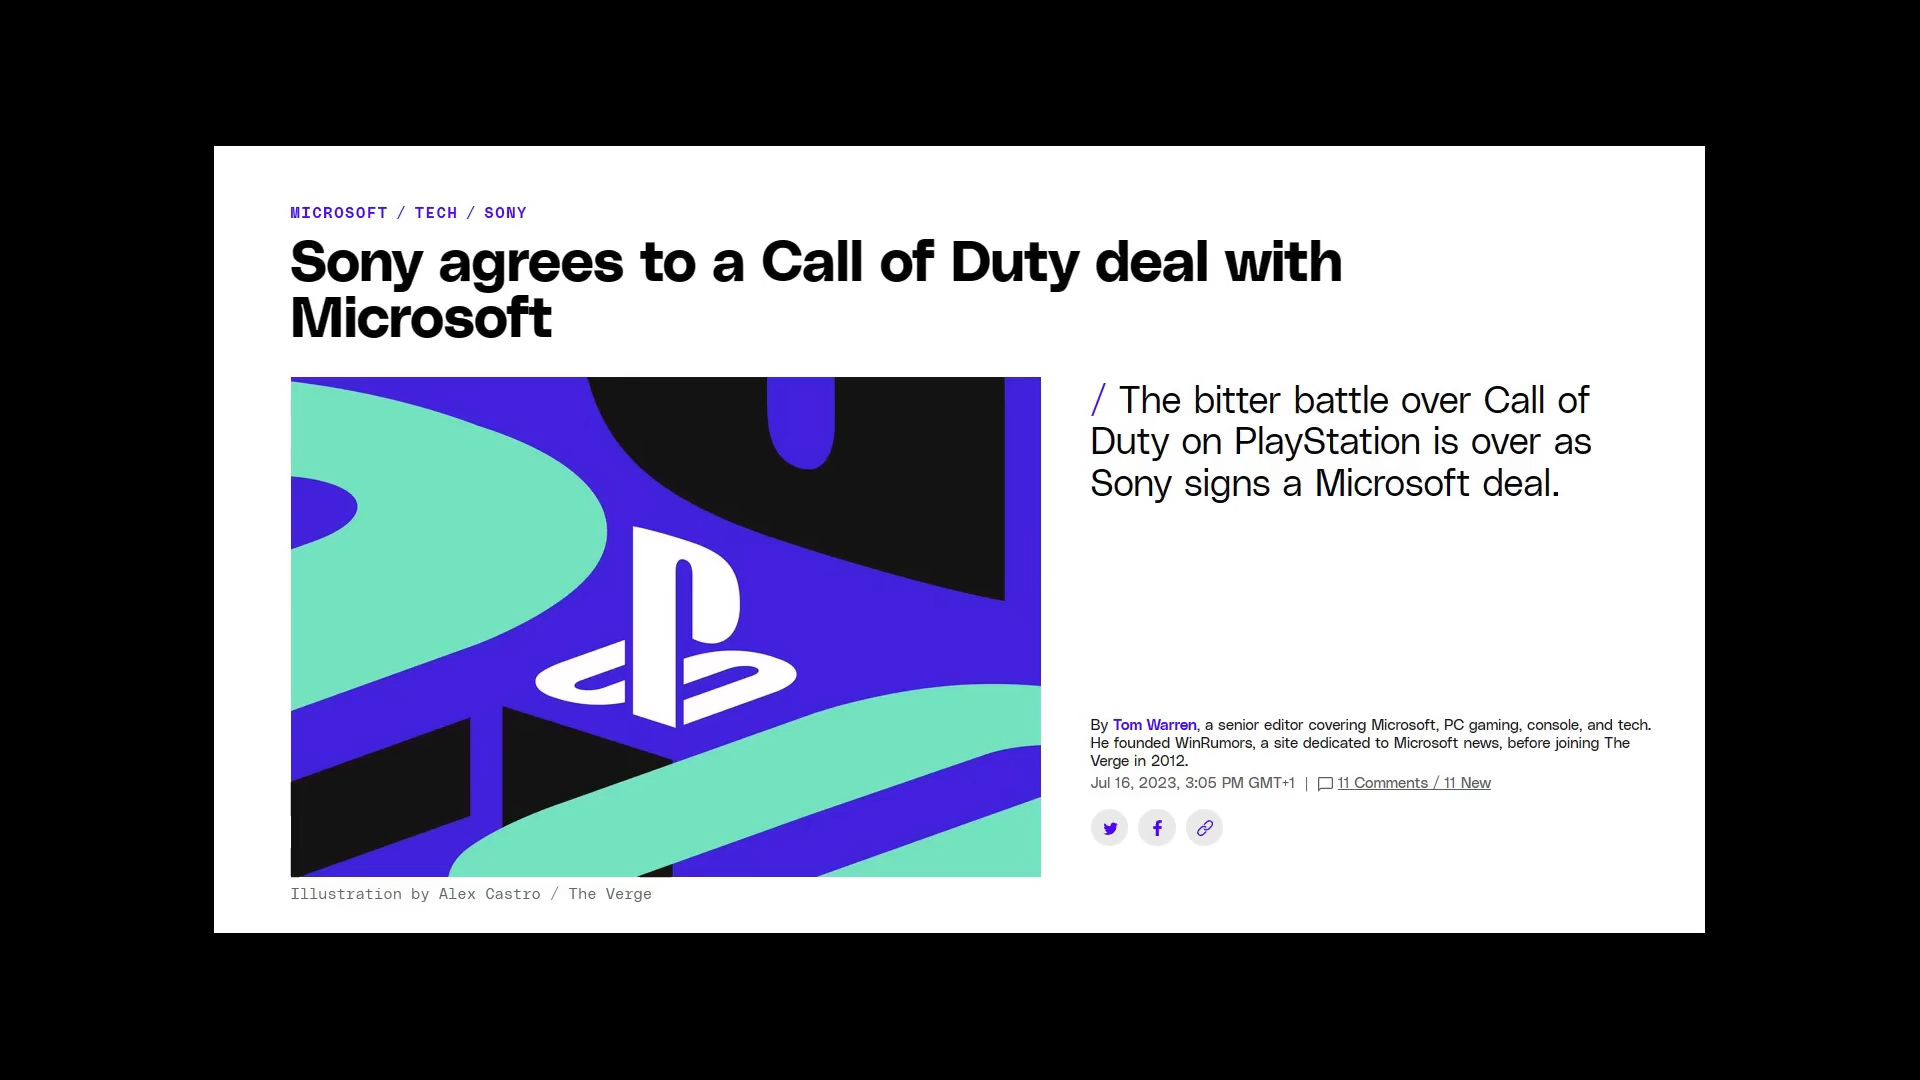 MICROSOFT / TECH / SONY
Sony agrees to a Call of Duty deal with
Microsoft
/ The bitter battle over Call of
Duty on PlayStation is over as
Sony signs a Microsoft deal.
By Tom Warren, a senior editor covering Microsoft, PC gaming, console, and tech.
He founded WinRumors, a site dedicated to Microsoft news, before joining The
Verge in 2012.
Jul 16, 2023, 3:05 PM GMT+1 | 11 Comments / 11 New
Illustration by Alex Castro / The Verge